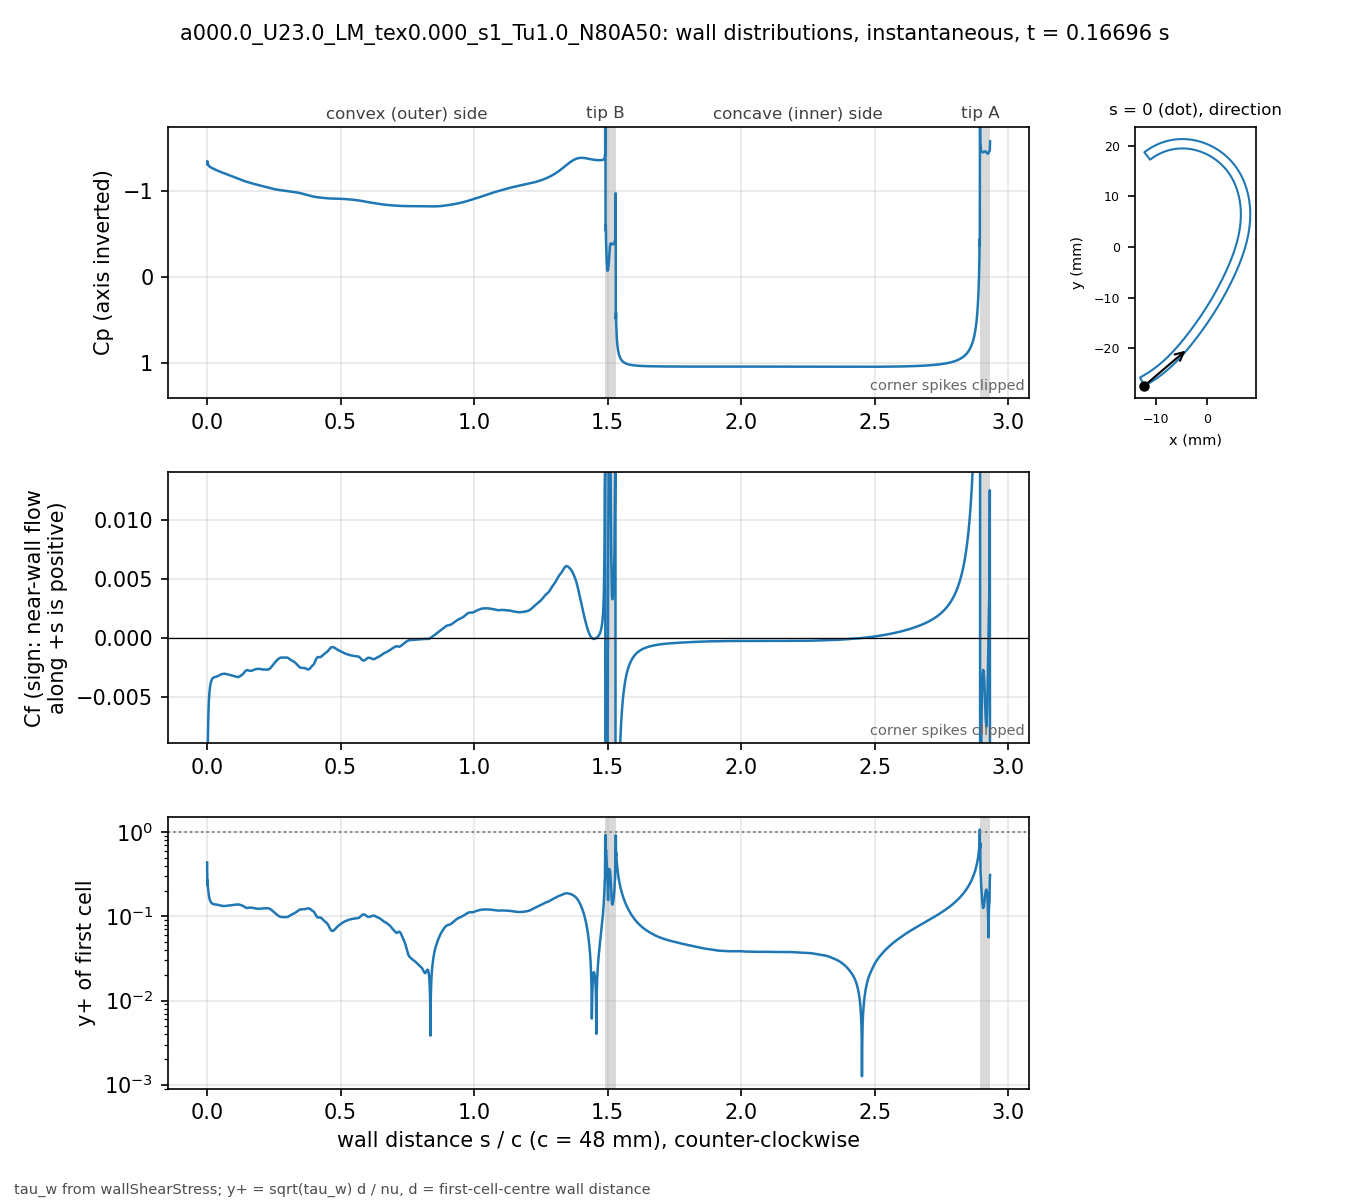 a000.0_U23.0_LM_tex0.000_s1_Tu1.0_N80A50: wall distributions, instantaneous, t = 0.16696 s
convex (outer) side
tip B
concave (inner) side
tip A
s = 0 (dot), direction
Cp (axis inverted)
−1
0
1
corner spikes clipped
0.0 0.5 1.0 1.5 2.0 2.5 3.0
y (mm)
20
10
0
−10
−20
−10 0
x (mm)
Cf (sign: near-wall flow
along +s is positive)
0.010
0.005
0.000
−0.005
corner spikes clipped
0.0 0.5 1.0 1.5 2.0 2.5 3.0
y+ of first cell
10⁰
10⁻¹
10⁻²
10⁻³
0.0 0.5 1.0 1.5 2.0 2.5 3.0
wall distance s / c (c = 48 mm), counter-clockwise
tau_w from wallShearStress; y+ = sqrt(tau_w) d / nu, d = first-cell-centre wall distance